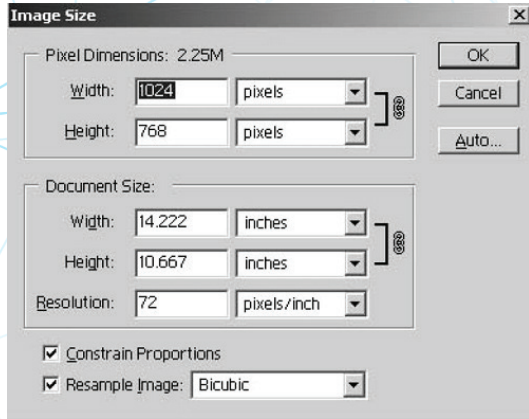 Image Size
Pixel Dimensions: 2.25M
OK
Width: 1024 pixels
Cancel
Height: 768 pixels
Auto...
Document Size:
Width: 14.222 inches
Height: 10.667 inches
Resolution: 72 pixels/inch
Constrain Proportions
Resample Image: Bicubic